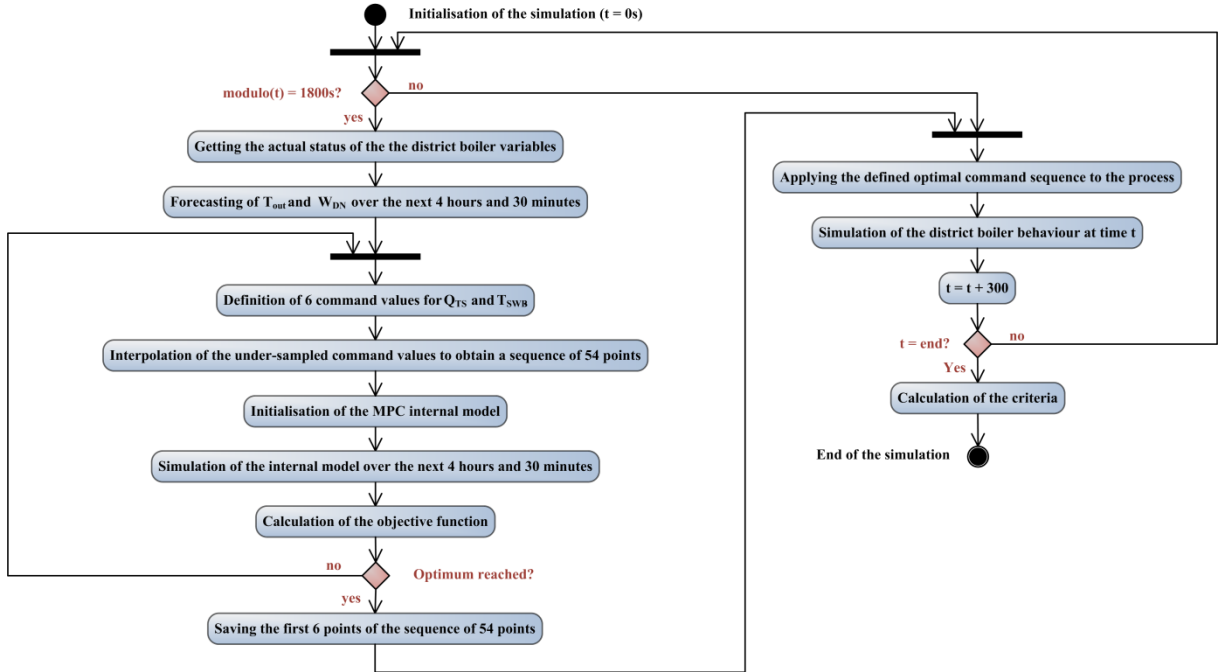 Initialisation of the simulation (t = 0s)
modulo(t) = 1800s?
no
yes
Getting the actual status of the the district boiler variables
Forecasting of Tout and WDN over the next 4 hours and 30 minutes
Definition of 6 command values for QTS and TSWB
Interpolation of the under-sampled command values to obtain a sequence of 54 points
Initialisation of the MPC internal model
Simulation of the internal model over the next 4 hours and 30 minutes
Calculation of the objective function
no
Optimum reached?
yes
Saving the first 6 points of the sequence of 54 points
Applying the defined optimal command sequence to the process
Simulation of the district boiler behaviour at time t
t = t + 300
t = end?
no
Yes
Calculation of the criteria
End of the simulation